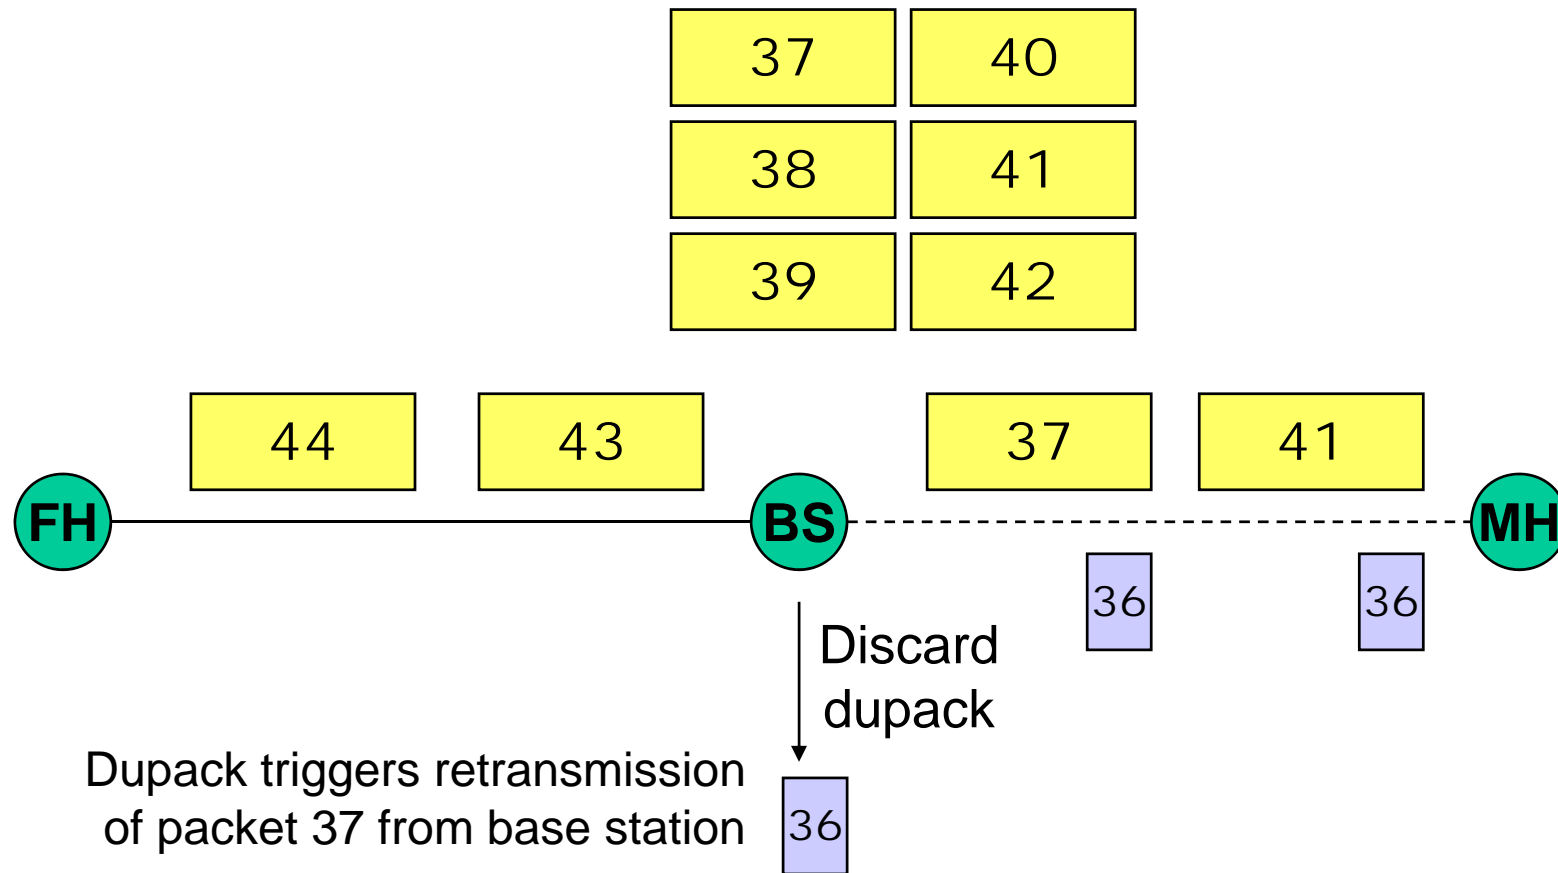 37 40
38 41
39 42
44 43 37 41
FH BS MH
36 36
Discard
dupack
Dupack triggers retransmission
of packet 37 from base station
36